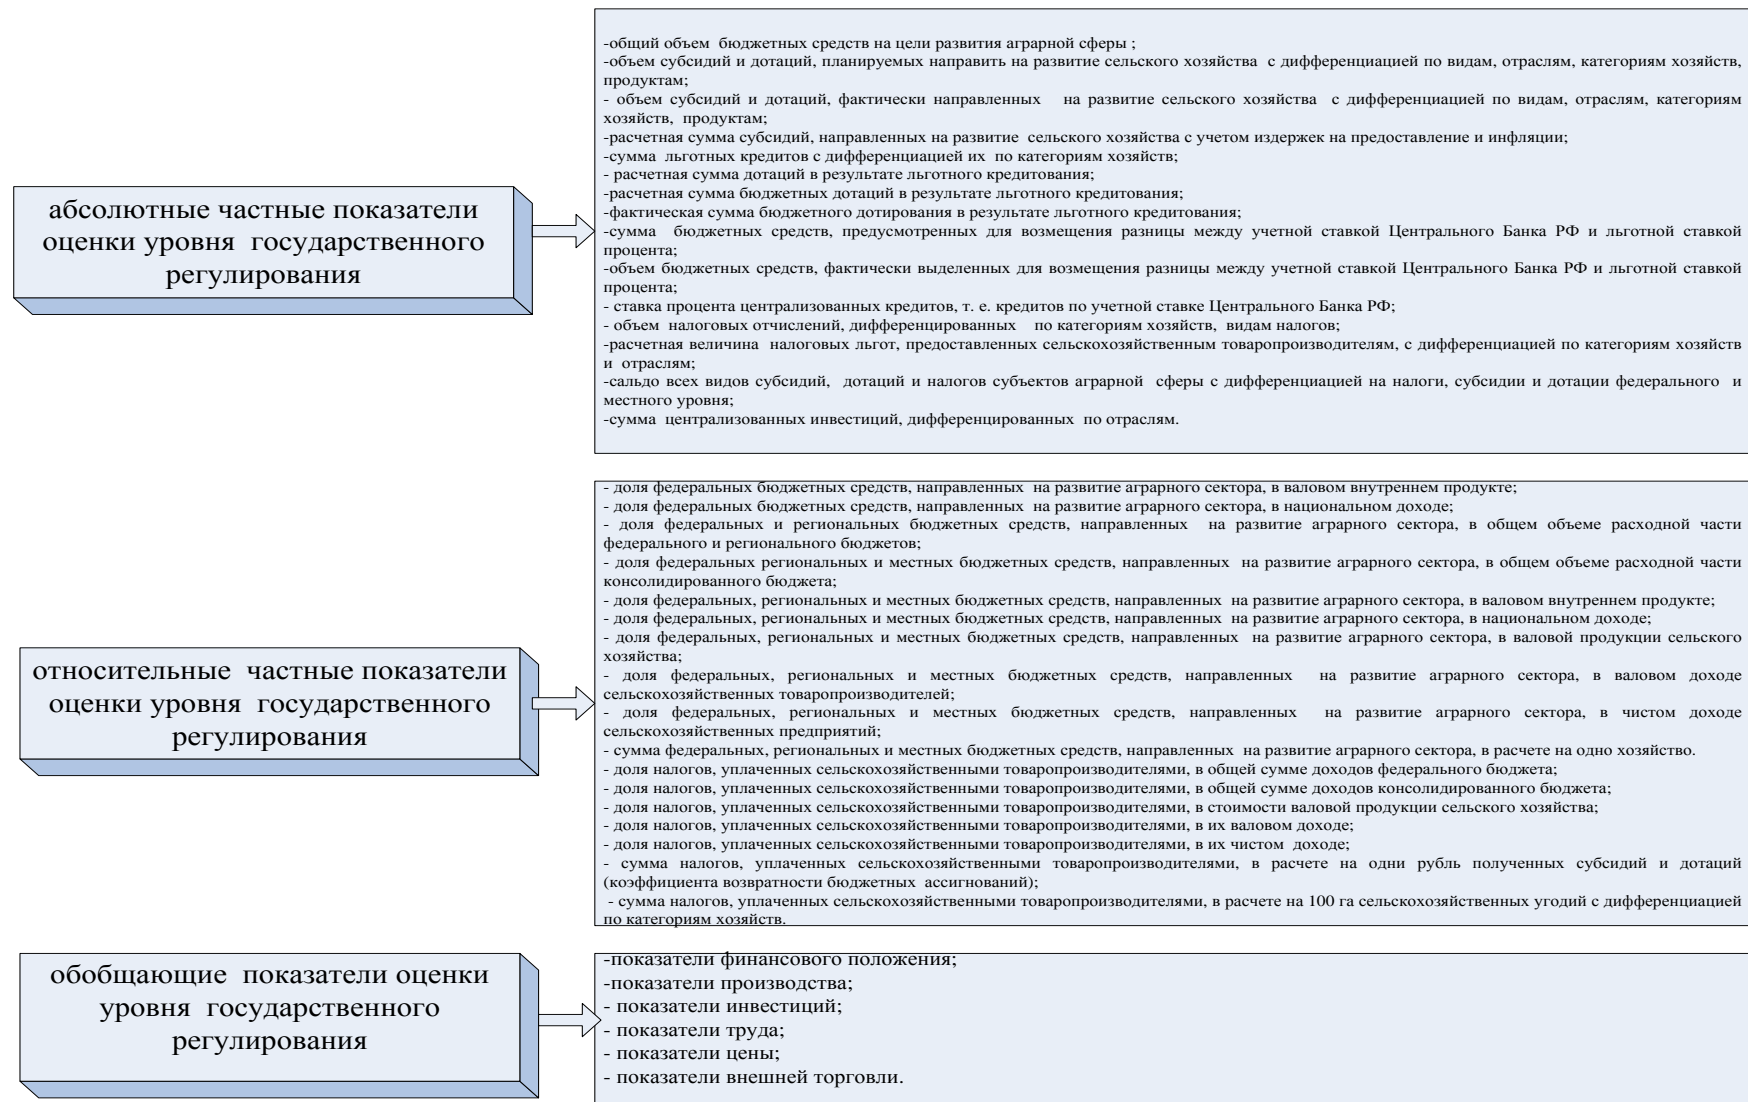 абсолютные частные показатели
оценки уровня государственного
регулирования
-общий объем бюджетных средств на цели развития аграрной сферы ;
-объем субсидий и дотаций, планируемых направить на развитие сельского хозяйства с дифференциацией по видам, отраслям, категориям хозяйств,
продуктам;
- объем субсидий и дотаций, фактически направленных на развитие сельского хозяйства с дифференциацией по видам, отраслям, категориям
хозяйств, продуктам;
-расчетная сумма субсидий, направленных на развитие сельского хозяйства с учетом издержек на предоставление и инфляции;
-сумма льготных кредитов с дифференциацией их по категориям хозяйств;
- расчетная сумма дотаций в результате льготного кредитования;
-расчетная сумма бюджетных дотаций в результате льготного кредитования;
-фактическая сумма бюджетного дотирования в результате льготного кредитования;
-сумма бюджетных средств, предусмотренных для возмещения разницы между учетной ставкой Центрального Банка РФ и льготной ставкой
процента;
-объем бюджетных средств, фактически выделенных для возмещения разницы между учетной ставкой Центрального Банка РФ и льготной ставкой
процента;
- ставка процента централизованных кредитов, т. е. кредитов по учетной ставке Центрального Банка РФ;
- объем налоговых отчислений, дифференцированных по категориям хозяйств, видам налогов;
-расчетная величина налоговых льгот, предоставленных сельскохозяйственным товаропроизводителям, с дифференциацией по категориям хозяйств
и отраслям;
-сальдо всех видов субсидий, дотаций и налогов субъектов аграрной сферы с дифференциацией на налоги, субсидии и дотации федерального и
местного уровня;
-сумма централизованных инвестиций, дифференцированных по отраслям.
относительные частные показатели
оценки уровня государственного
регулирования
- доля федеральных бюджетных средств, направленных на развитие аграрного сектора, в валовом внутреннем продукте;
- доля федеральных бюджетных средств, направленных на развитие аграрного сектора, в национальном доходе;
- доля федеральных и региональных бюджетных средств, направленных на развитие аграрного сектора, в общем объеме расходной части
федерального и регионального бюджетов;
- доля федеральных региональных и местных бюджетных средств, направленных на развитие аграрного сектора, в общем объеме расходной части
консолидированного бюджета;
- доля федеральных, региональных и местных бюджетных средств, направленных на развитие аграрного сектора, в валовом внутреннем продукте;
- доля федеральных, региональных и местных бюджетных средств, направленных на развитие аграрного сектора, в национальном доходе;
- доля федеральных, региональных и местных бюджетных средств, направленных на развитие аграрного сектора, в валовой продукции сельского
хозяйства;
- доля федеральных, региональных и местных бюджетных средств, направленных на развитие аграрного сектора, в валовом доходе
сельскохозяйственных товаропроизводителей;
- доля федеральных, региональных и местных бюджетных средств, направленных на развитие аграрного сектора, в чистом доходе
сельскохозяйственных предприятий;
- сумма федеральных, региональных и местных бюджетных средств, направленных на развитие аграрного сектора, в расчете на одно хозяйство.
- доля налогов, уплаченных сельскохозяйственными товаропроизводителями, в общей сумме доходов федерального бюджета;
- доля налогов, уплаченных сельскохозяйственными товаропроизводителями, в общей сумме доходов консолидированного бюджета;
- доля налогов, уплаченных сельскохозяйственными товаропроизводителями, в стоимости валовой продукции сельского хозяйства;
- доля налогов, уплаченных сельскохозяйственными товаропроизводителями, в их валовом доходе;
- доля налогов, уплаченных сельскохозяйственными товаропроизводителями, в их чистом доходе;
- сумма налогов, уплаченных сельскохозяйственными товаропроизводителями, в расчете на одни рубль полученных субсидий и дотаций
(коэффициента возвратности бюджетных ассигнований);
- сумма налогов, уплаченных сельскохозяйственными товаропроизводителями, в расчете на 100 га сельскохозяйственных угодий с дифференциацией
по категориям хозяйств.
обобщающие показатели оценки
уровня государственного
регулирования
-показатели финансового положения;
-показатели производства;
- показатели инвестиций;
- показатели труда;
- показатели цены;
- показатели внешней торговли.